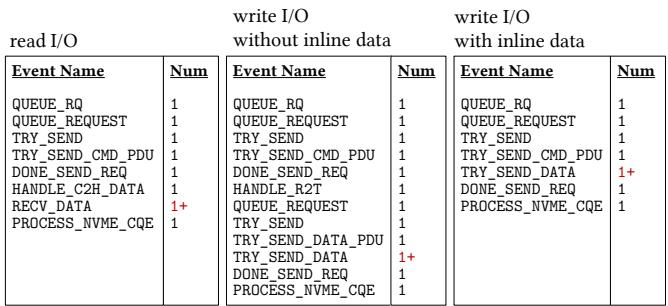 read I/O
Event Name Num
QUEUE_RQ 1
QUEUE_REQUEST 1
TRY_SEND 1
TRY_SEND_CMD_PDU 1
DONE_SEND_REQ 1
HANDLE_C2H_DATA 1
RECV_DATA 1+
PROCESS_NVME_CQE 1
write I/O
without inline data
Event Name Num
QUEUE_RQ 1
QUEUE_REQUEST 1
TRY_SEND 1
TRY_SEND_CMD_PDU 1
DONE_SEND_REQ 1
HANDLE_R2T 1
QUEUE_REQUEST 1
TRY_SEND 1
TRY_SEND_DATA_PDU 1
TRY_SEND_DATA 1+
DONE_SEND_REQ 1
PROCESS_NVME_CQE 1
write I/O
with inline data
Event Name Num
QUEUE_RQ 1
QUEUE_REQUEST 1
TRY_SEND 1
TRY_SEND_CMD_PDU 1
TRY_SEND_DATA 1+
DONE_SEND_REQ 1
PROCESS_NVME_CQE 1